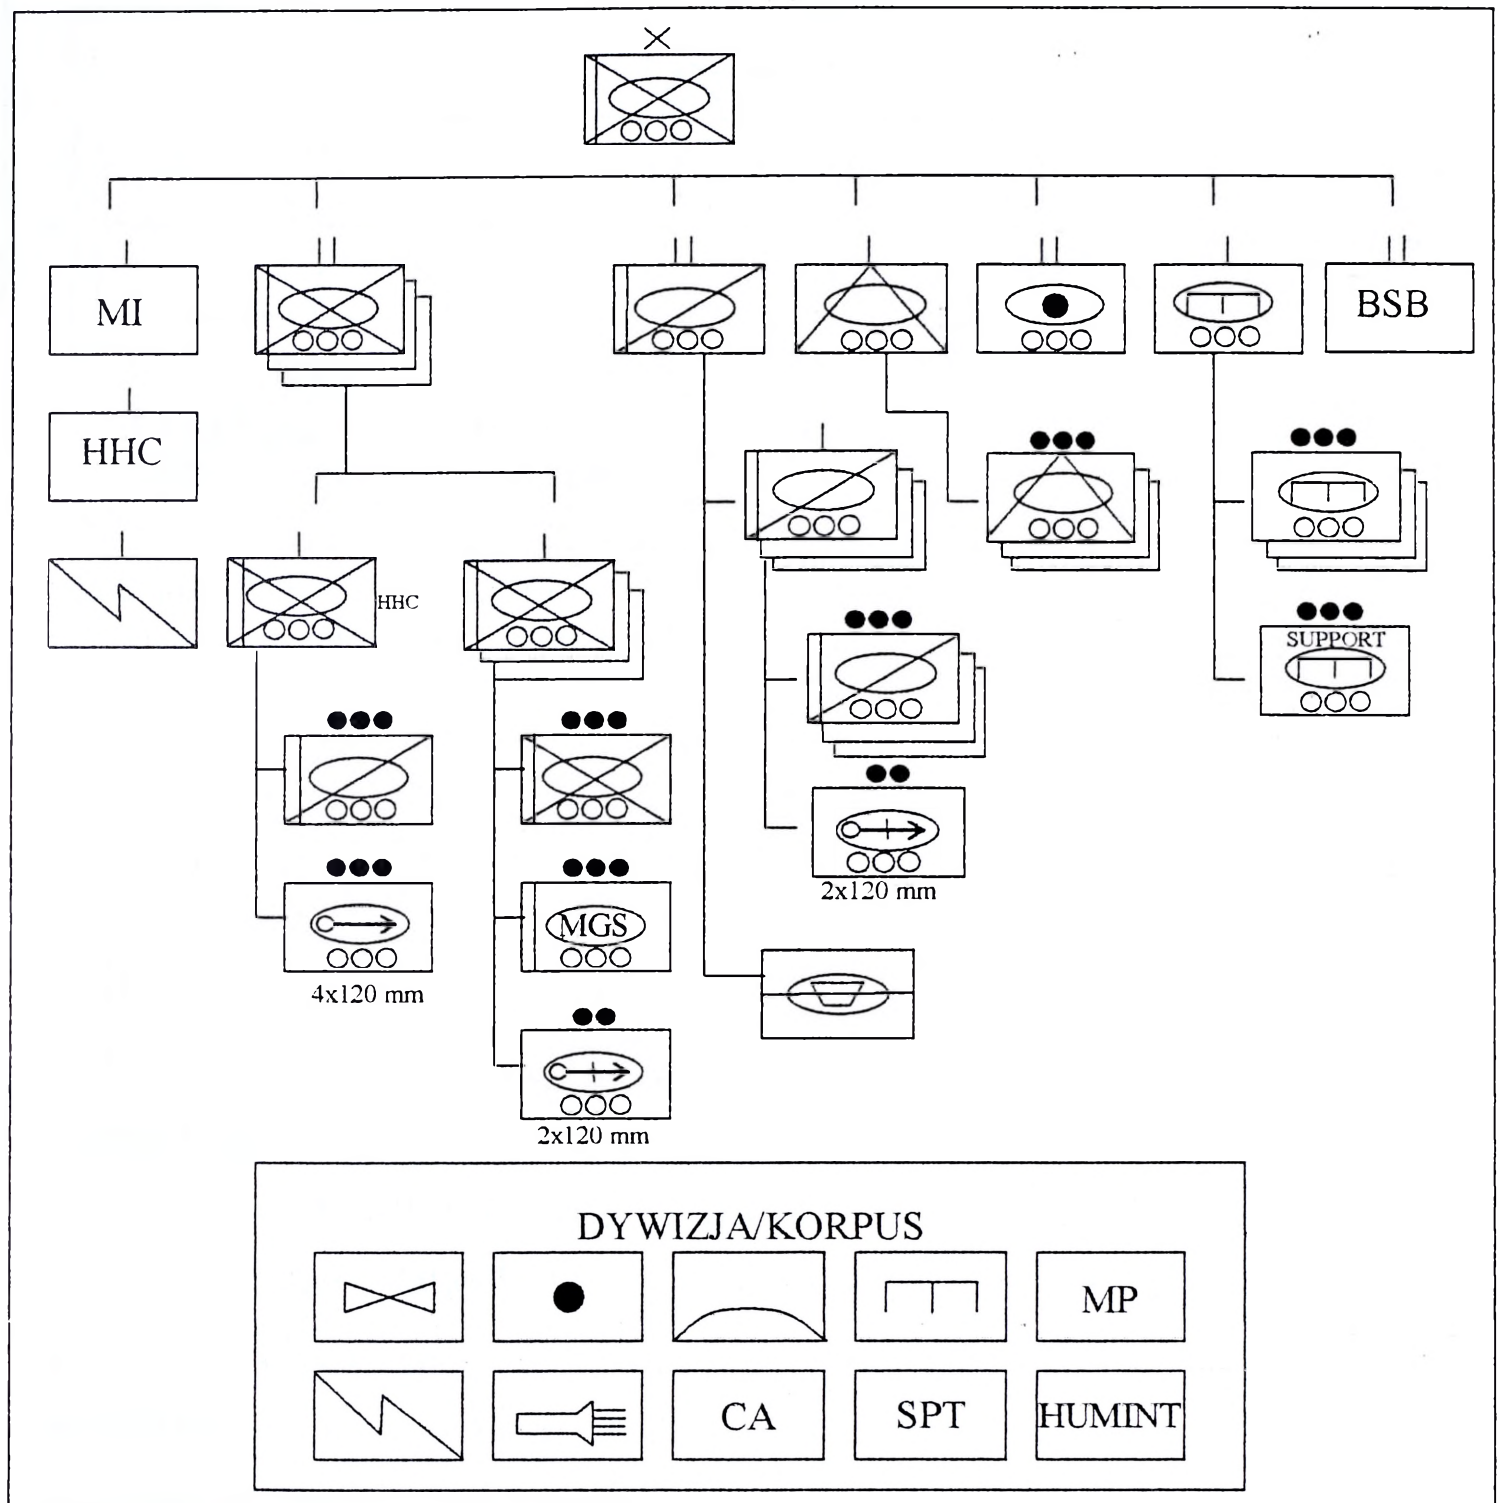 MI
BSB
HHC
HHC
SUPPORT
MGS
2x120 mm
4x120 mm
2x120 mm
DYWIZJA/KORPUS
MP
CA
SPT
HUMINT